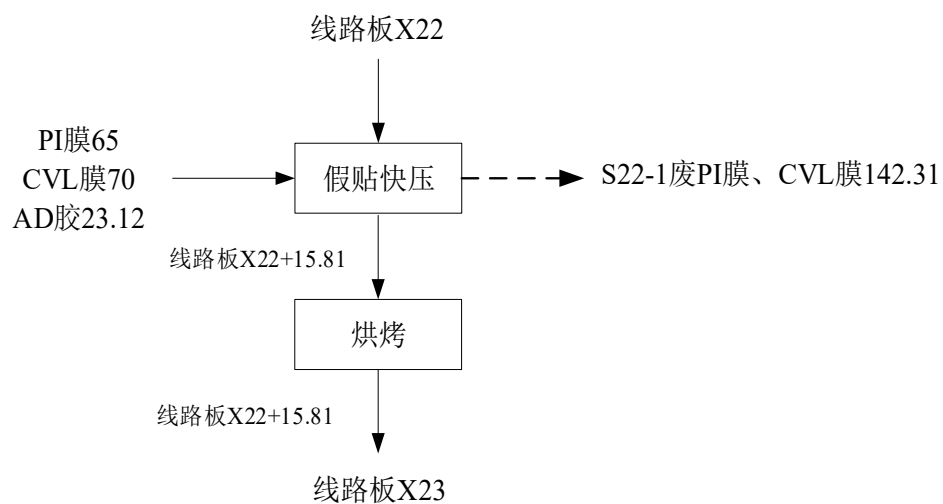 线路板X22
PI膜65
CVL膜70
AD胶23.12
假贴快压
S22-1废PI膜、CVL膜142.31
线路板X22+15.81
烘烤
线路板X22+15.81
线路板X23